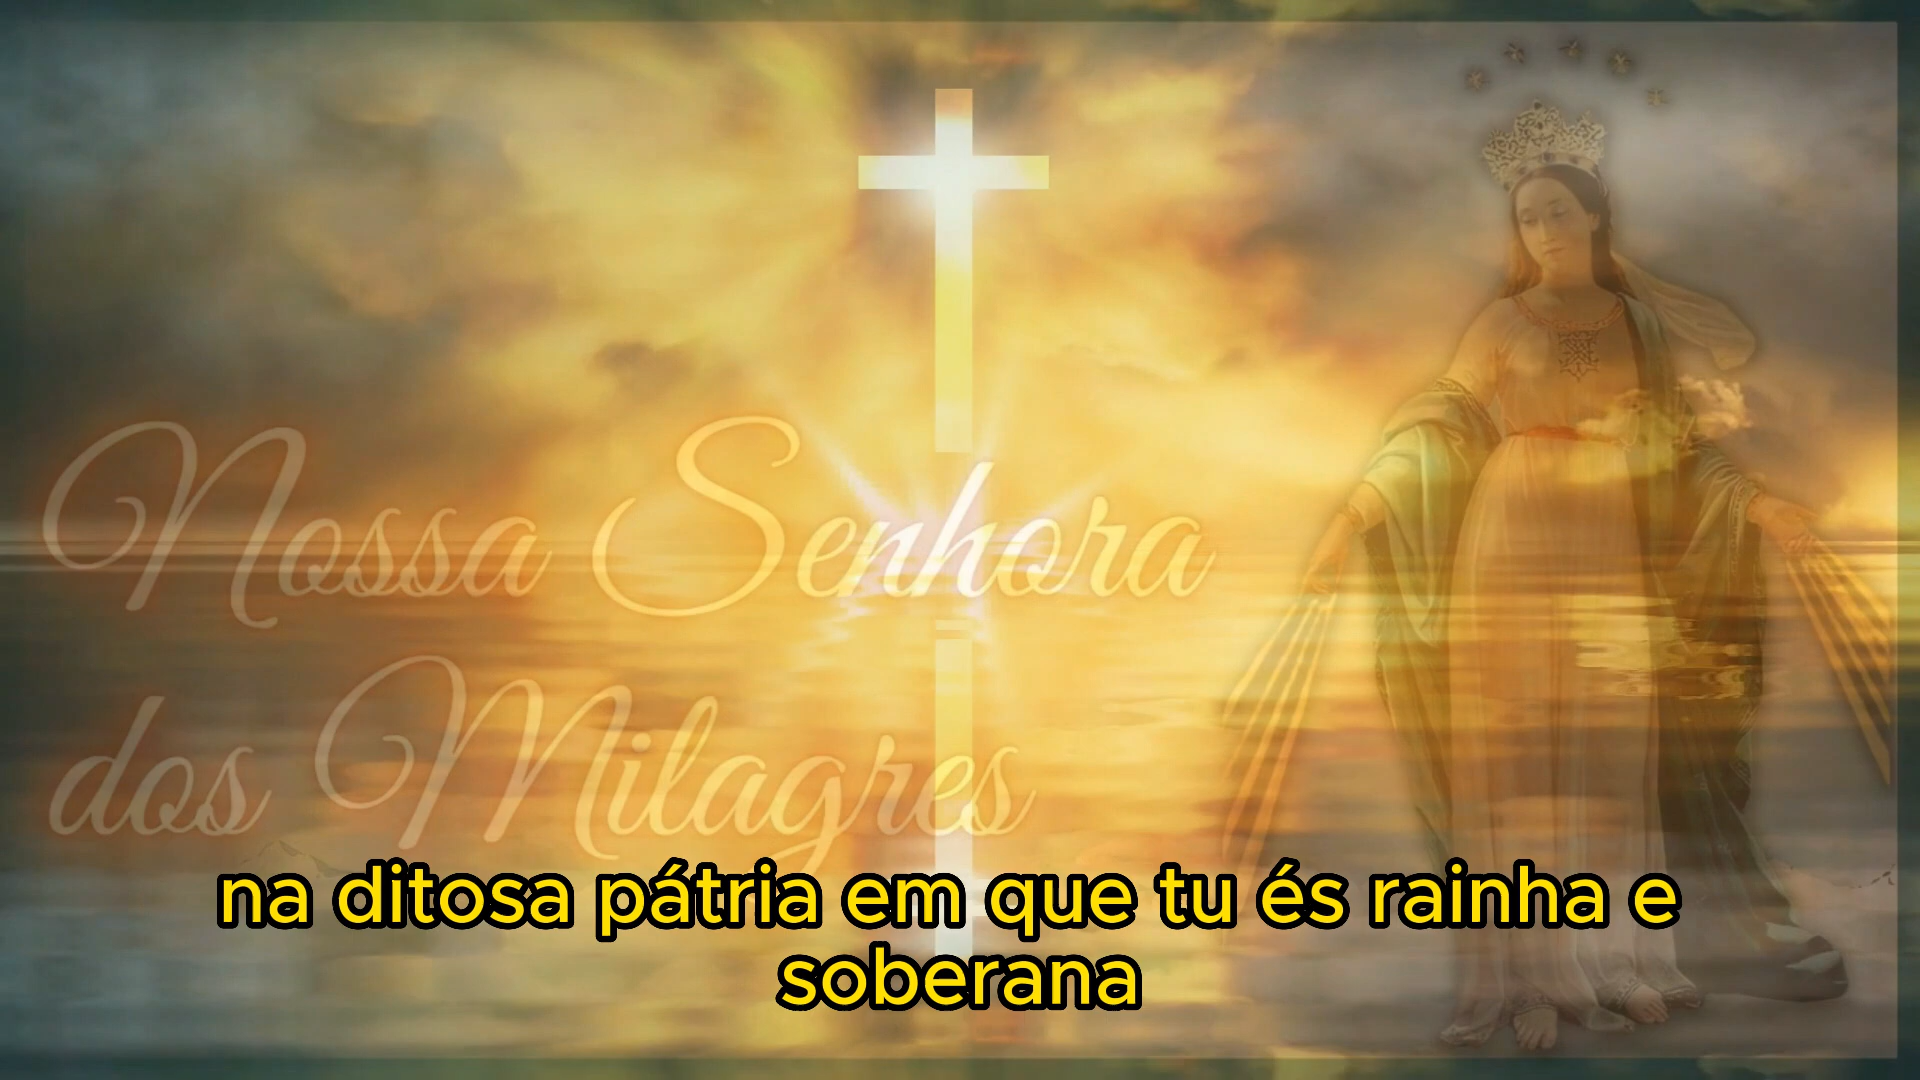 Nossa Senhora
dos Milagres
na ditosa pátria em que tu és rainha e
soberana